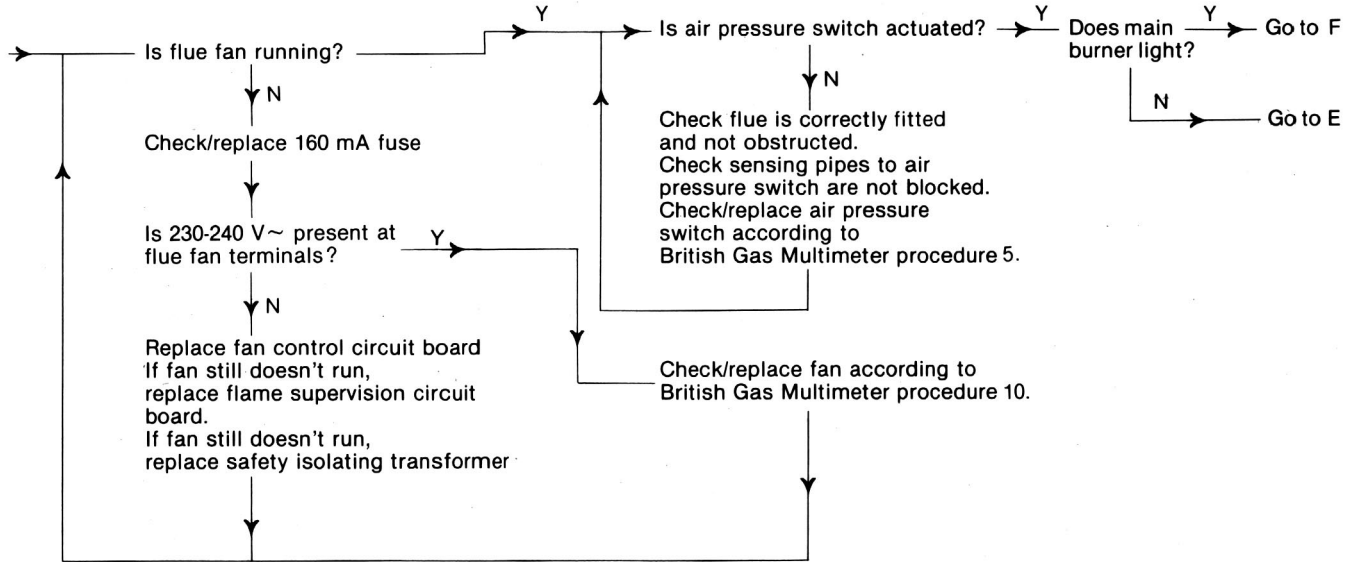 Is flue fan running?
Y
Is air pressure switch actuated?
Y
Does main
burner light?
Y
Go to F
N
Go to E
N
Check flue is correctly fitted
and not obstructed.
Check sensing pipes to air
pressure switch are not blocked.
Check/replace air pressure
switch according to
British Gas Multimeter procedure 5.
N
Check/replace 160 mA fuse
Is 230-240 V~ present at
flue fan terminals?
Y
Check/replace fan according to
British Gas Multimeter procedure 10.
N
Replace fan control circuit board
If fan still doesn't run,
replace flame supervision circuit
board.
If fan still doesn't run,
replace safety isolating transformer